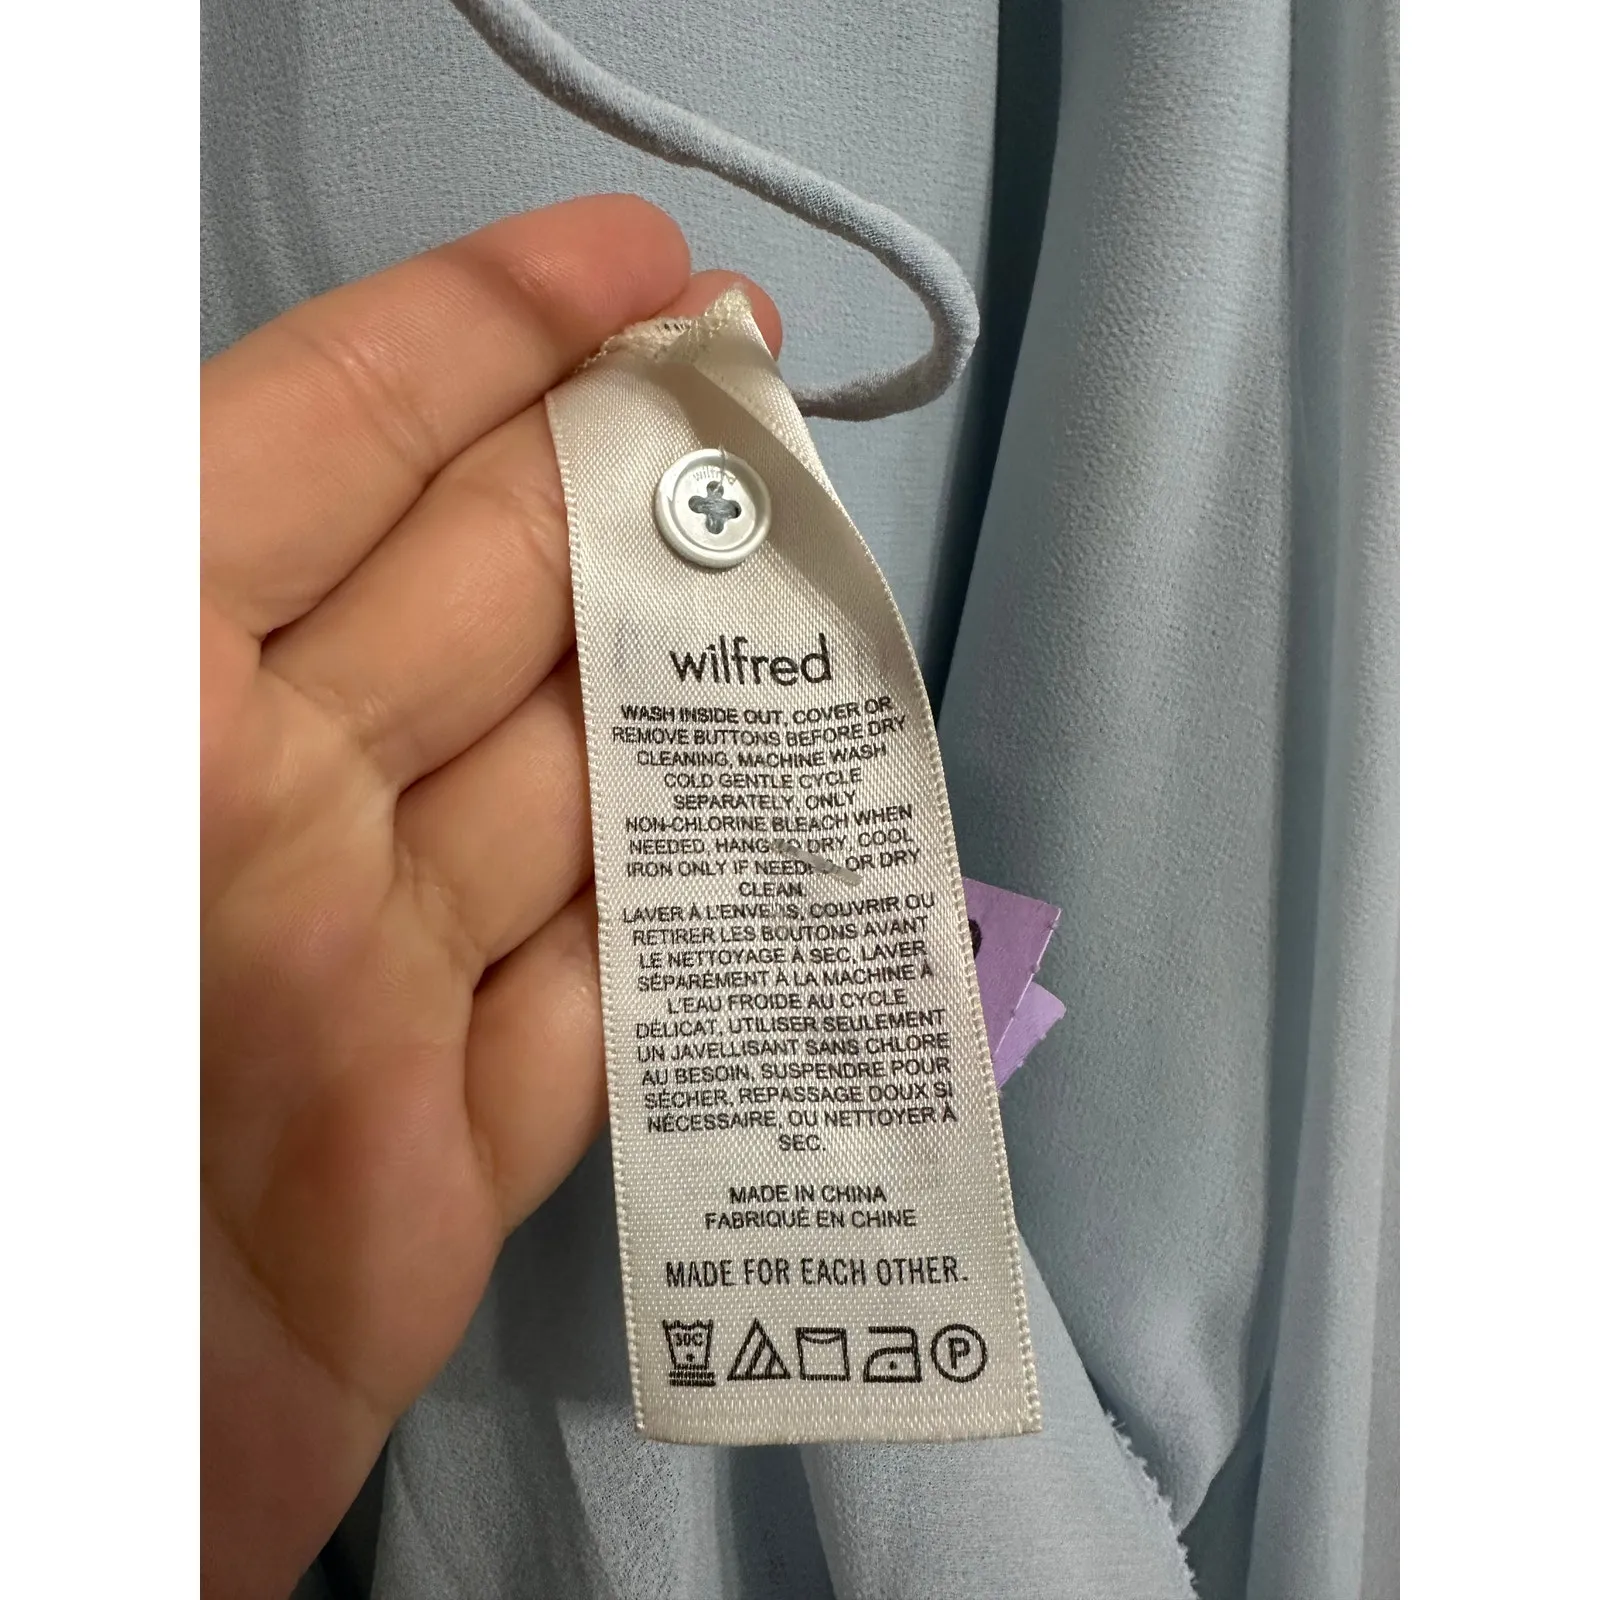 wilfred
wilfred
WASH INSIDE OUT, COVER OR
REMOVE BUTTONS BEFORE DRY
CLEANING, MACHINE WASH
COLD GENTLE CYCLE
SEPARATELY, ONLY
NON-CHLORINE BLEACH WHEN
NEEDED, HANG TO DRY, COOL
IRON ONLY IF NEEDED, OR DRY
CLEAN.
LAVER À L'ENVERS, COUVRIR OU
RETIRER LES BOUTONS AVANT
LE NETTOYAGE À SEC, LAVER
SÉPARÉMENT À LA MACHINE À
L'EAU FROIDE AU CYCLE
DÉLICAT, UTILISER SEULEMENT
UN JAVELLISANT SANS CHLORE
AU BESOIN, SUSPENDRE POUR
SÉCHER, REPASSAGE DOUX SI
NÉCESSAIRE, OU NETTOYER À
SEC.
MADE IN CHINA
FABRIQUÉ EN CHINE
MADE FOR EACH OTHER.
30C P